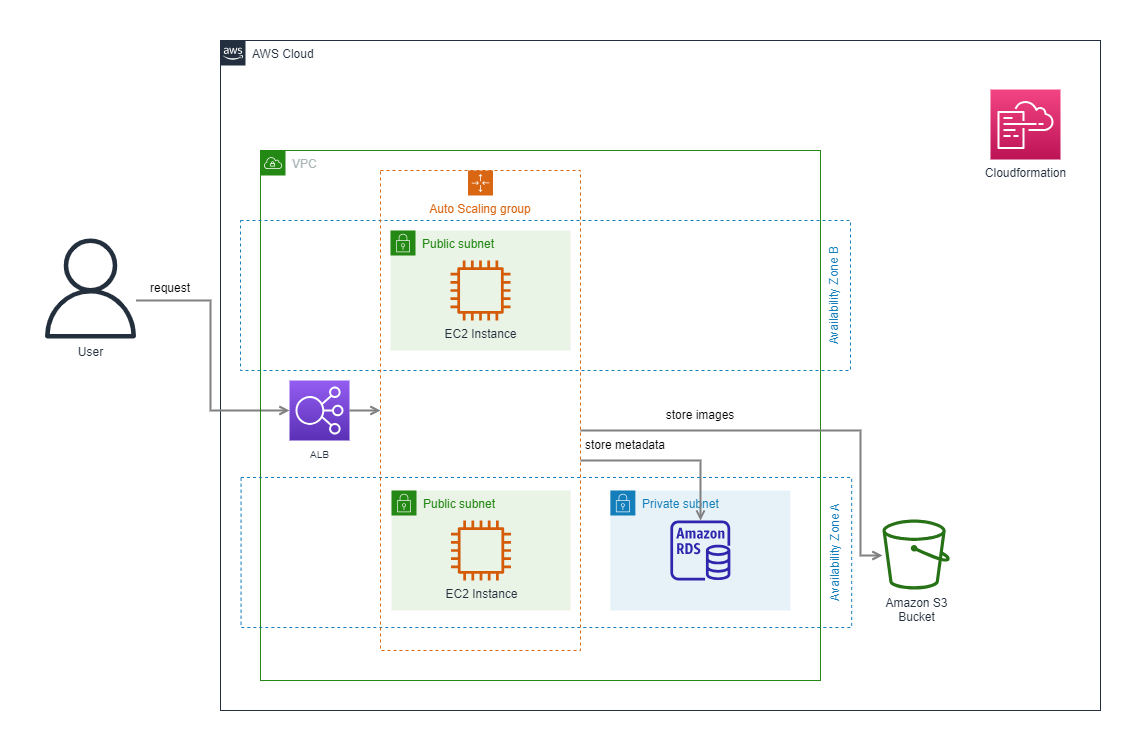 aws
AWS Cloud
Cloudformation
VPC
Auto Scaling group
Public subnet
EC2 Instance
Availability Zone B
request
User
ALB
store images
store metadata
Public subnet
EC2 Instance
Private subnet
Amazon
RDS
Availability Zone A
Amazon S3
Bucket